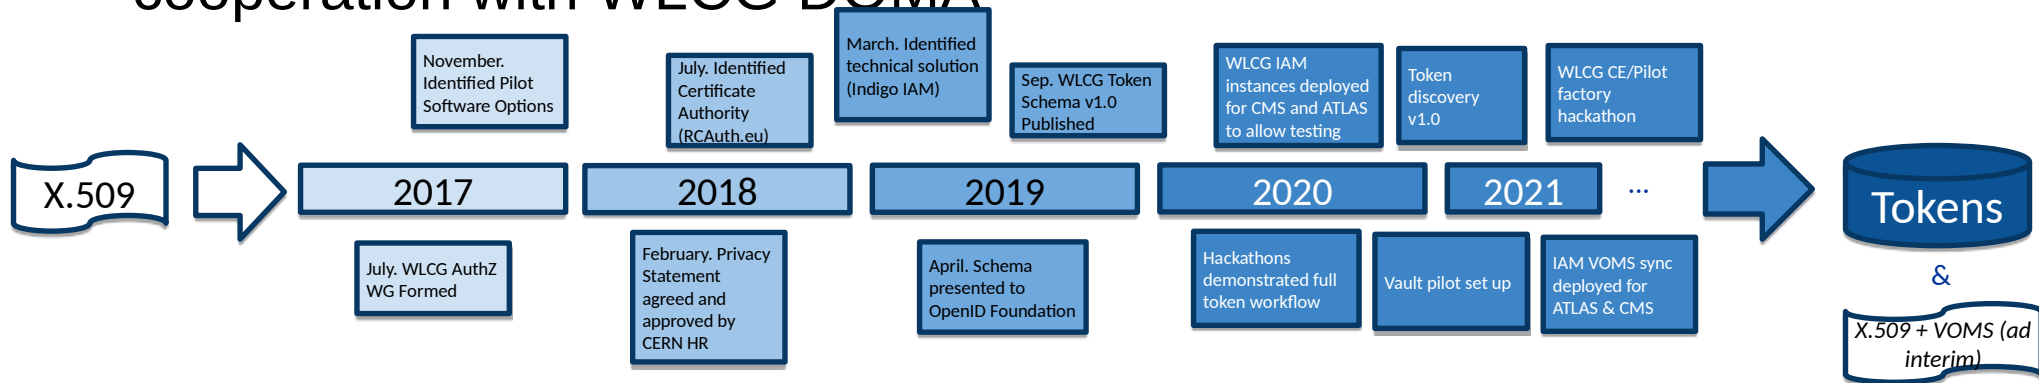 cooperation with WLCG DOMA
November.
Identified Pilot
Software Options
July. Identified
Certificate
Authority
(RCAuth.eu)
March. Identified
technical solution
(Indigo IAM)
Sep. WLCG Token
Schema v1.0
Published
WLCG IAM
instances deployed
for CMS and ATLAS
to allow testing
Token
discovery
v1.0
WLCG CE/Pilot
factory
hackathon
X.509
2017
2018
2019
2020
2021
...
Tokens
July. WLCG AuthZ
WG Formed
February. Privacy
Statement
agreed and
approved by
CERN HR
April. Schema
presented to
OpenID Foundation
Hackathons
demonstrated full
token workflow
Vault pilot set up
IAM VOMS sync
deployed for
ATLAS & CMS
&
X.509 + VOMS (ad
interim)